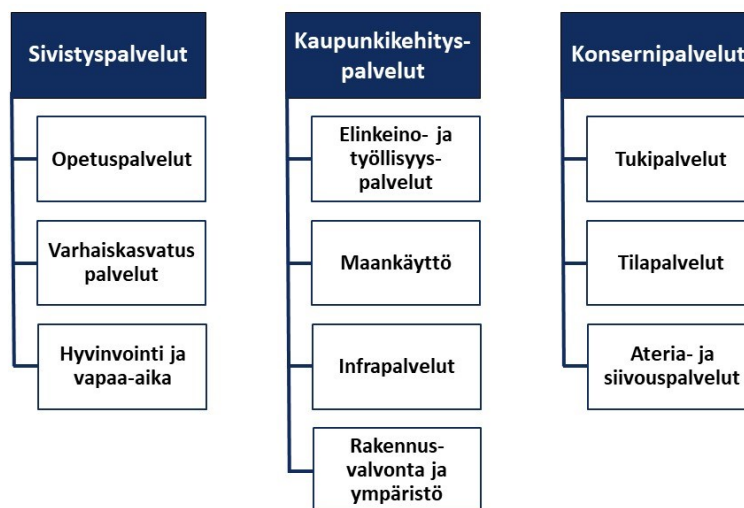 Sivistyspalvelut
Opetuspalvelut
Varhaiskasvatus
palvelut
Hyvinvointi ja
vapaa-aika
Kaupunkikehitys-
palvelut
Elinkeino- ja
työllisyys-
palvelut
Maankäyttö
Infrapalvelut
Rakennus-
valvonta ja
ympäristö
Konsernipalvelut
Tukipalvelut
Tilapalvelut
Ateria- ja
siivouspalvelut